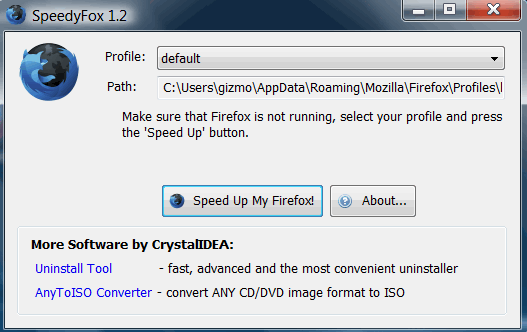 SpeedyFox 1.2
Profile: default
Path: C:\Users\gizmo\AppData\Roaming\Mozilla\Firefox\Profiles\
Make sure that Firefox is not running, select your profile and press
the 'Speed Up' button.
Speed Up My Firefox! About...
More Software by CrystalIDEA:
Uninstall Tool - fast, advanced and the most convenient uninstaller
AnyToISO Converter - convert ANY CD/DVD image format to ISO